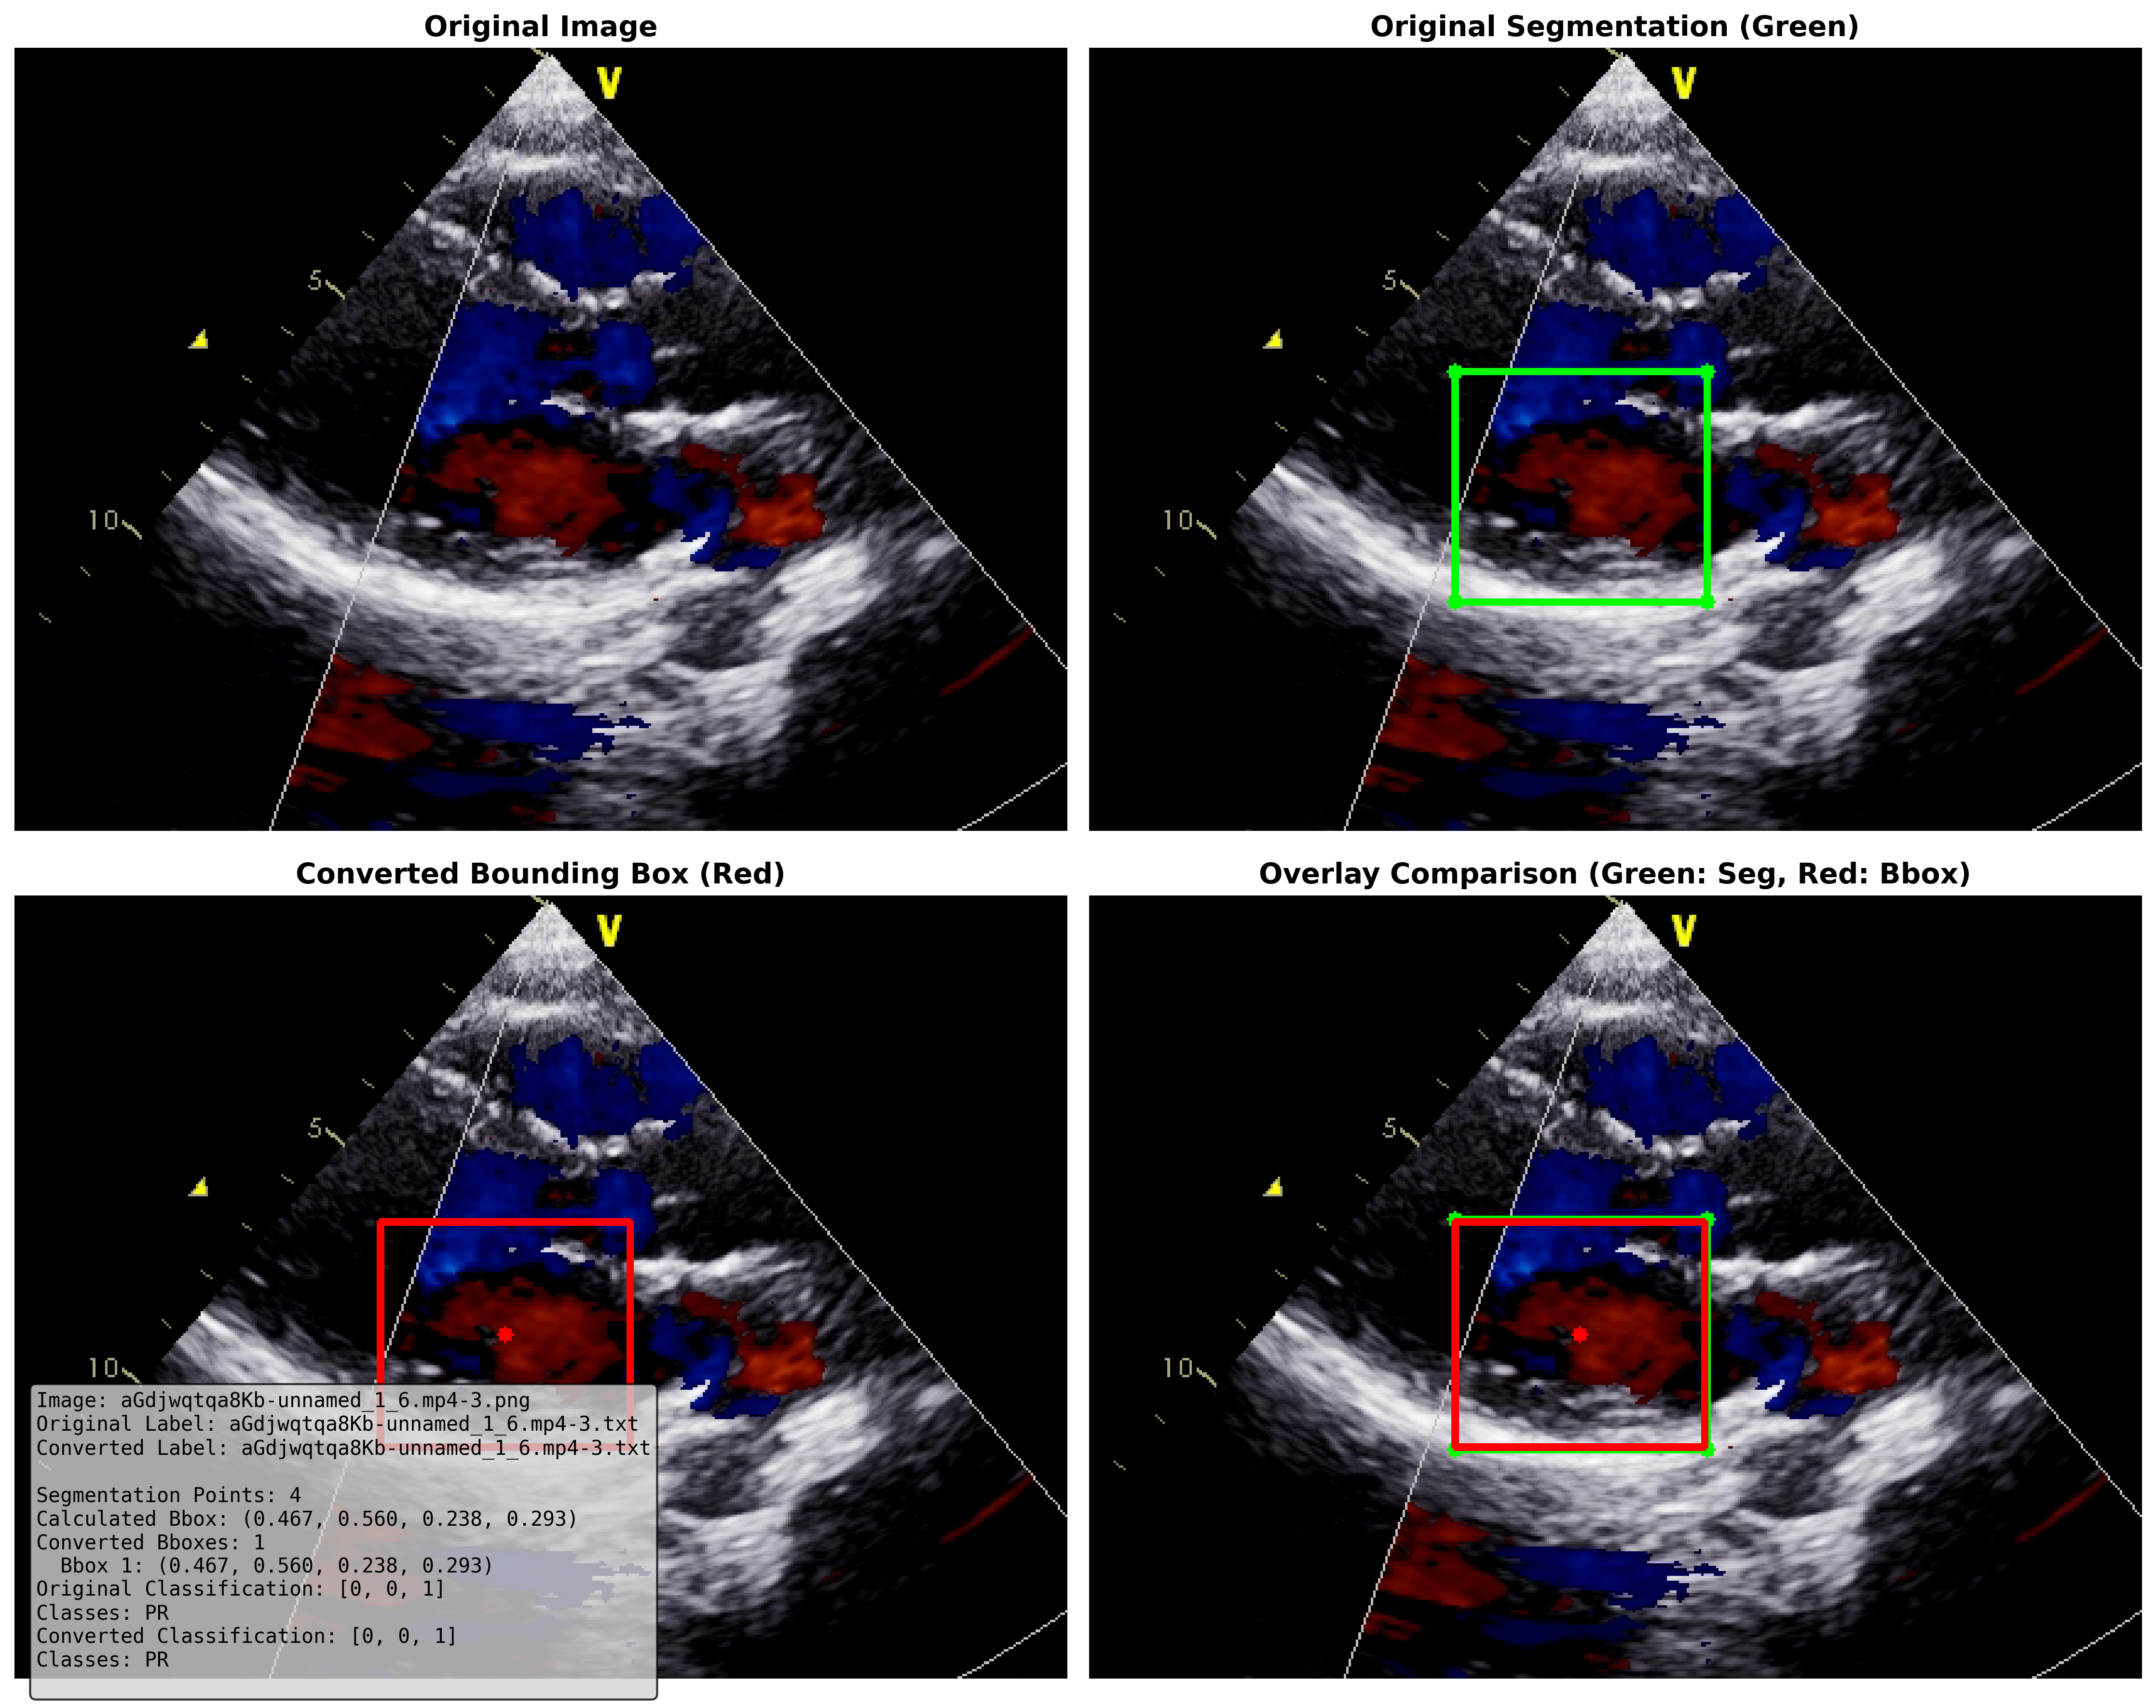 Original Image
Original Segmentation (Green)
V
5
10
V
5
10
Converted Bounding Box (Red)
Overlay Comparison (Green: Seg, Red: Bbox)
V
5
10
V
5
10
Image: aGdjwqtqa8Kb-unnamed_1_6.mp4-3.png
Original Label: aGdjwqtqa8Kb-unnamed_1_6.mp4-3.txt
Converted Label: aGdjwqtqa8Kb-unnamed_1_6.mp4-3.txt
Segmentation Points: 4
Calculated Bbox: (0.467, 0.560, 0.238, 0.293)
Converted Bboxes: 1
Bbox 1: (0.467, 0.560, 0.238, 0.293)
Original Classification: [0, 0, 1]
Classes: PR
Converted Classification: [0, 0, 1]
Classes: PR